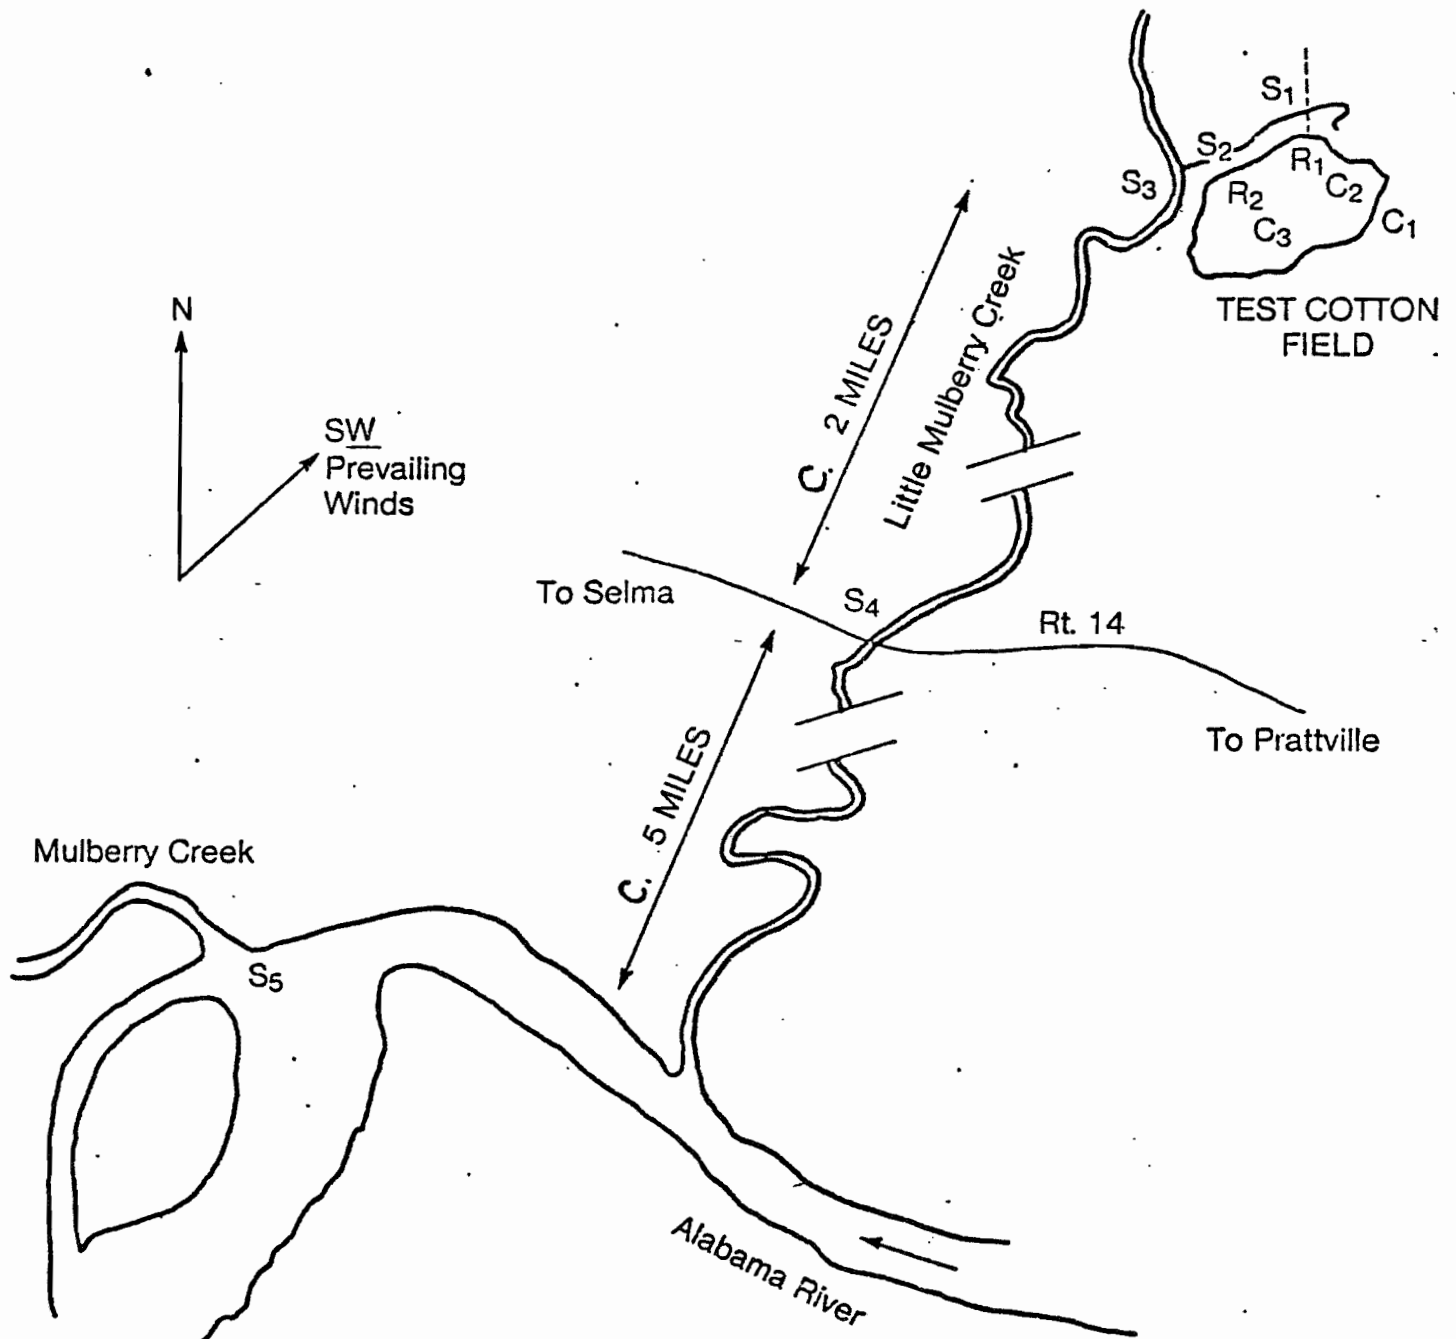 S1
S2
R1
S3
R2
C2
C3
C1
TEST COTTON
FIELD
N
SW
Prevailing
Winds
C. 2 MILES
Little Mulberry Creek
To Selma
S4
Rt. 14
To Prattville
C. 5 MILES
Mulberry Creek
S5
Alabama River